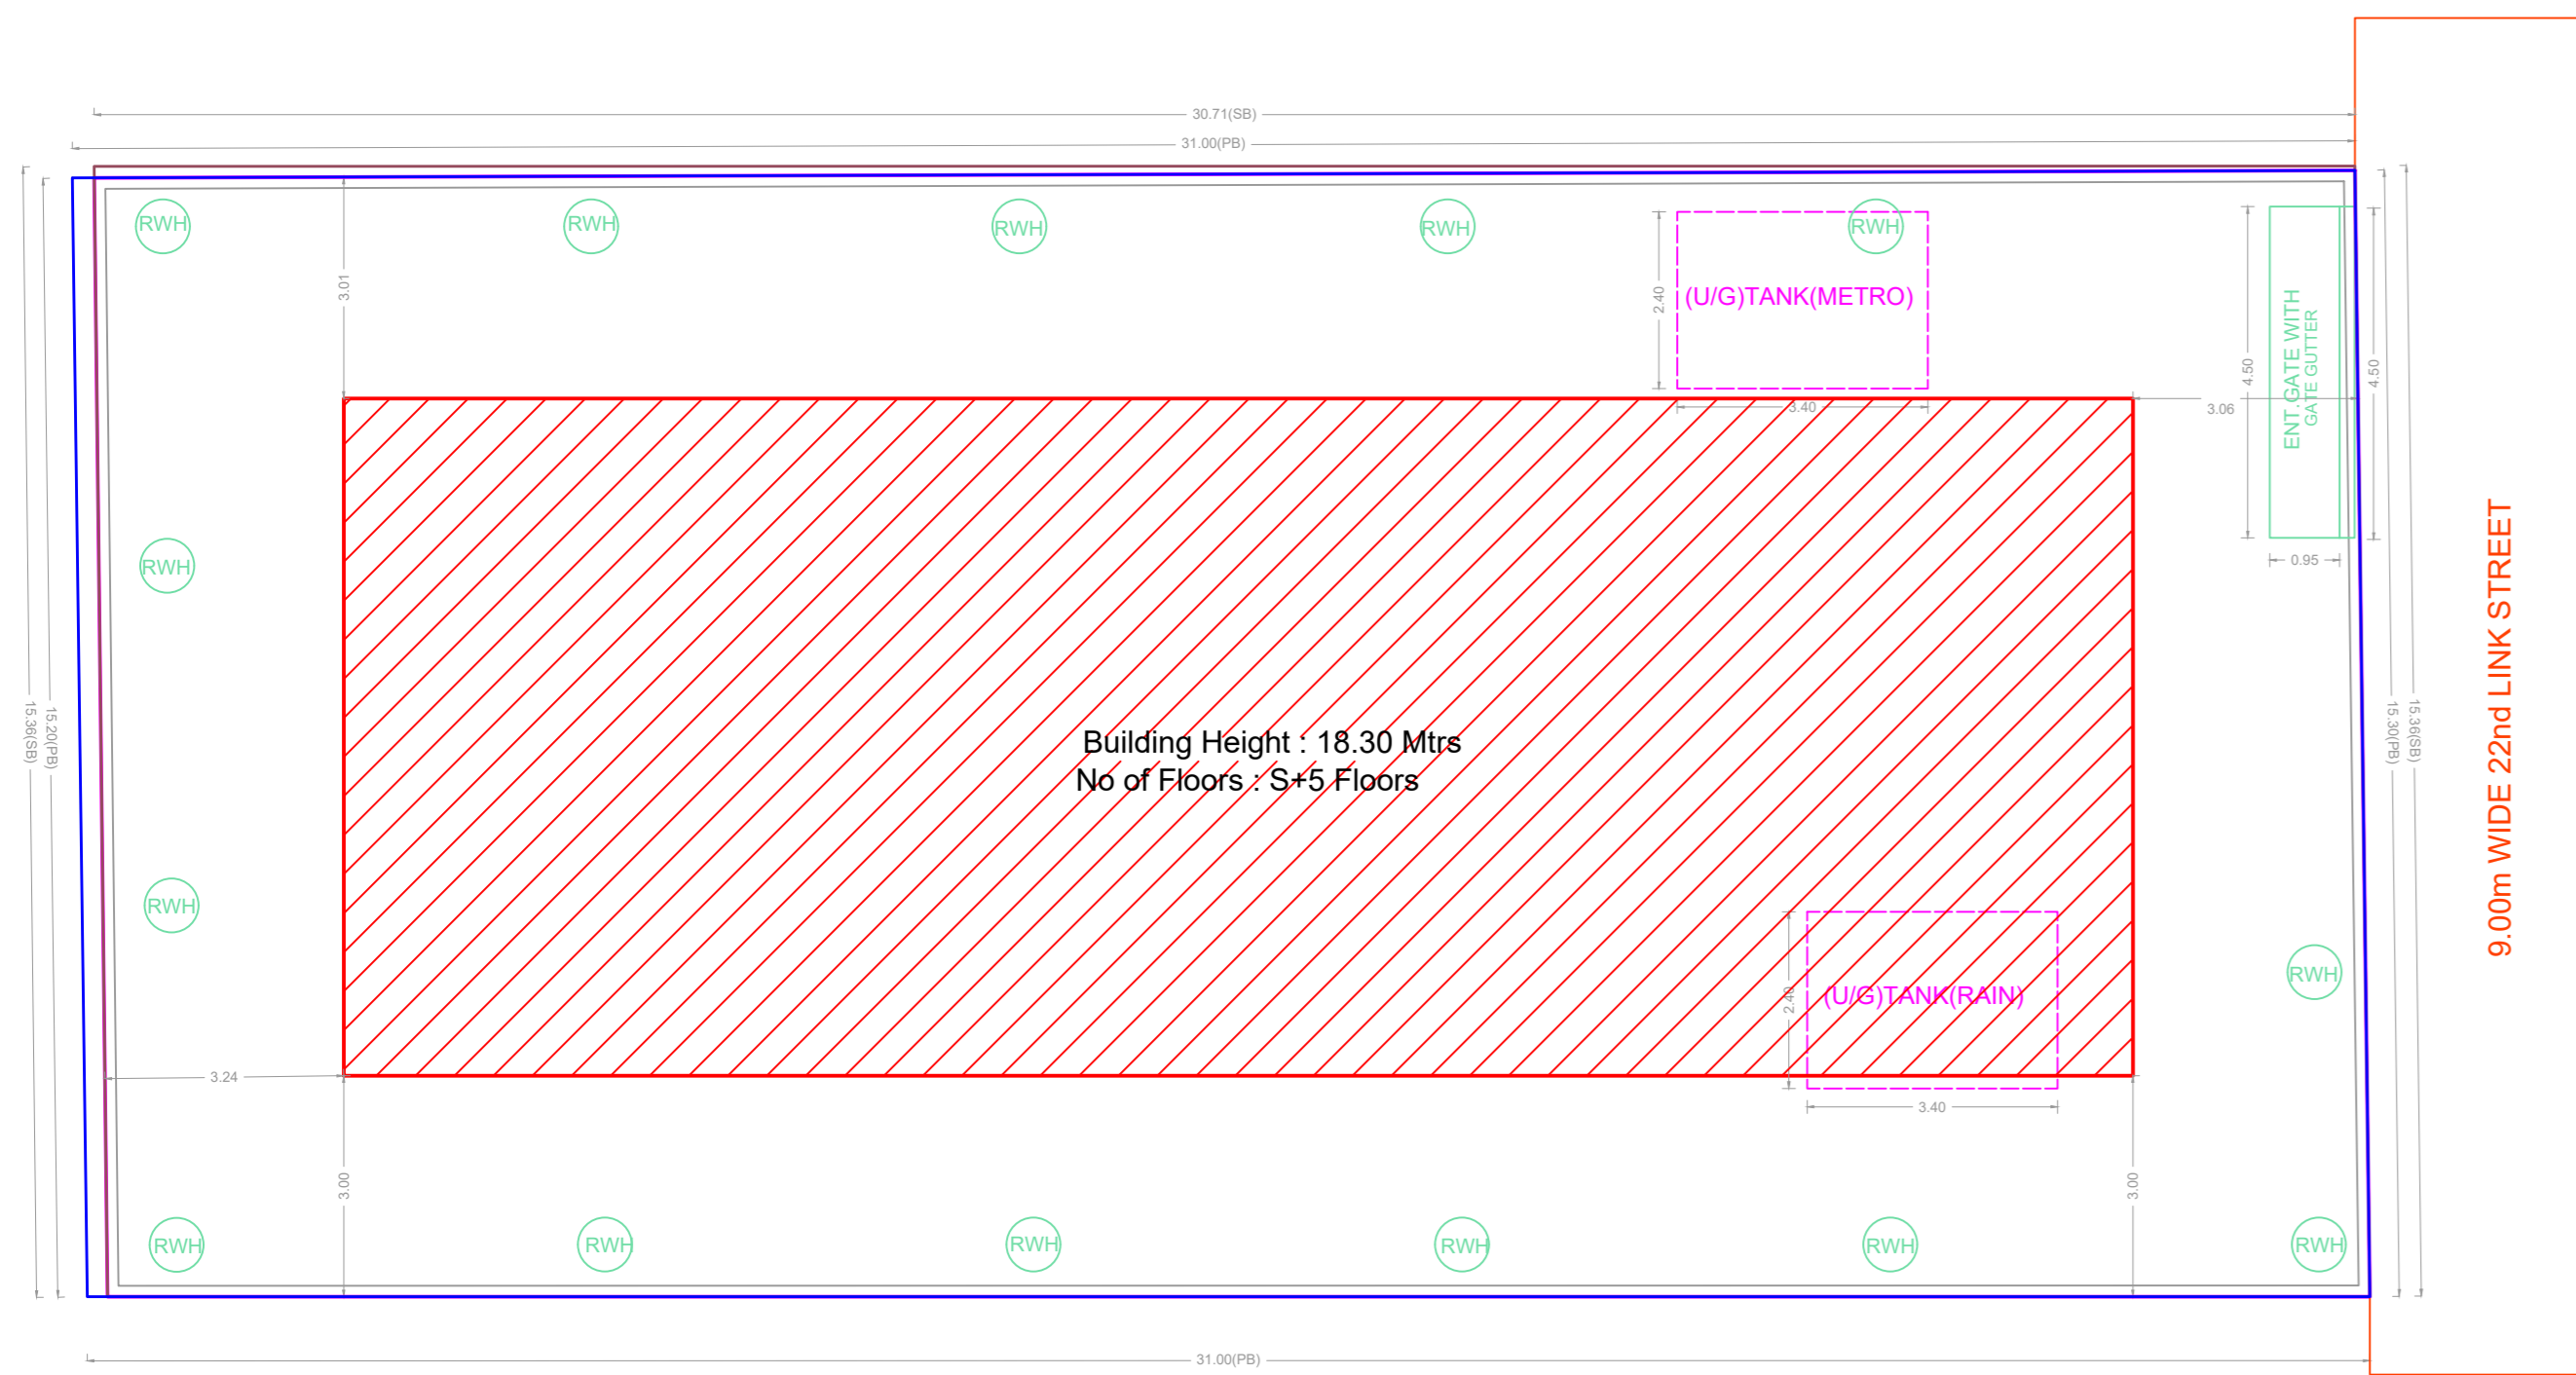 30.71(SB)
31.00(PB)
RWH
RWH
RWH
RWH
RWH
3.01
2.40
(U/G)TANK(METRO)
3.40
4.50
ENT.GATE WITH
GATE GUTTER
4.50
3.06
0.95
RWH
9.00m WIDE 22nd LINK STREET
15.36(SB)
15.20(PB)
15.30(PB)
15.36(SB)
Building Height : 18.30 Mtrs
No of Floors : S+5 Floors
RWH
RWH
2.40
(U/G)TANK(RAIN)
3.40
3.24
3.00
3.00
RWH
RWH
RWH
RWH
RWH
RWH
31.00(PB)